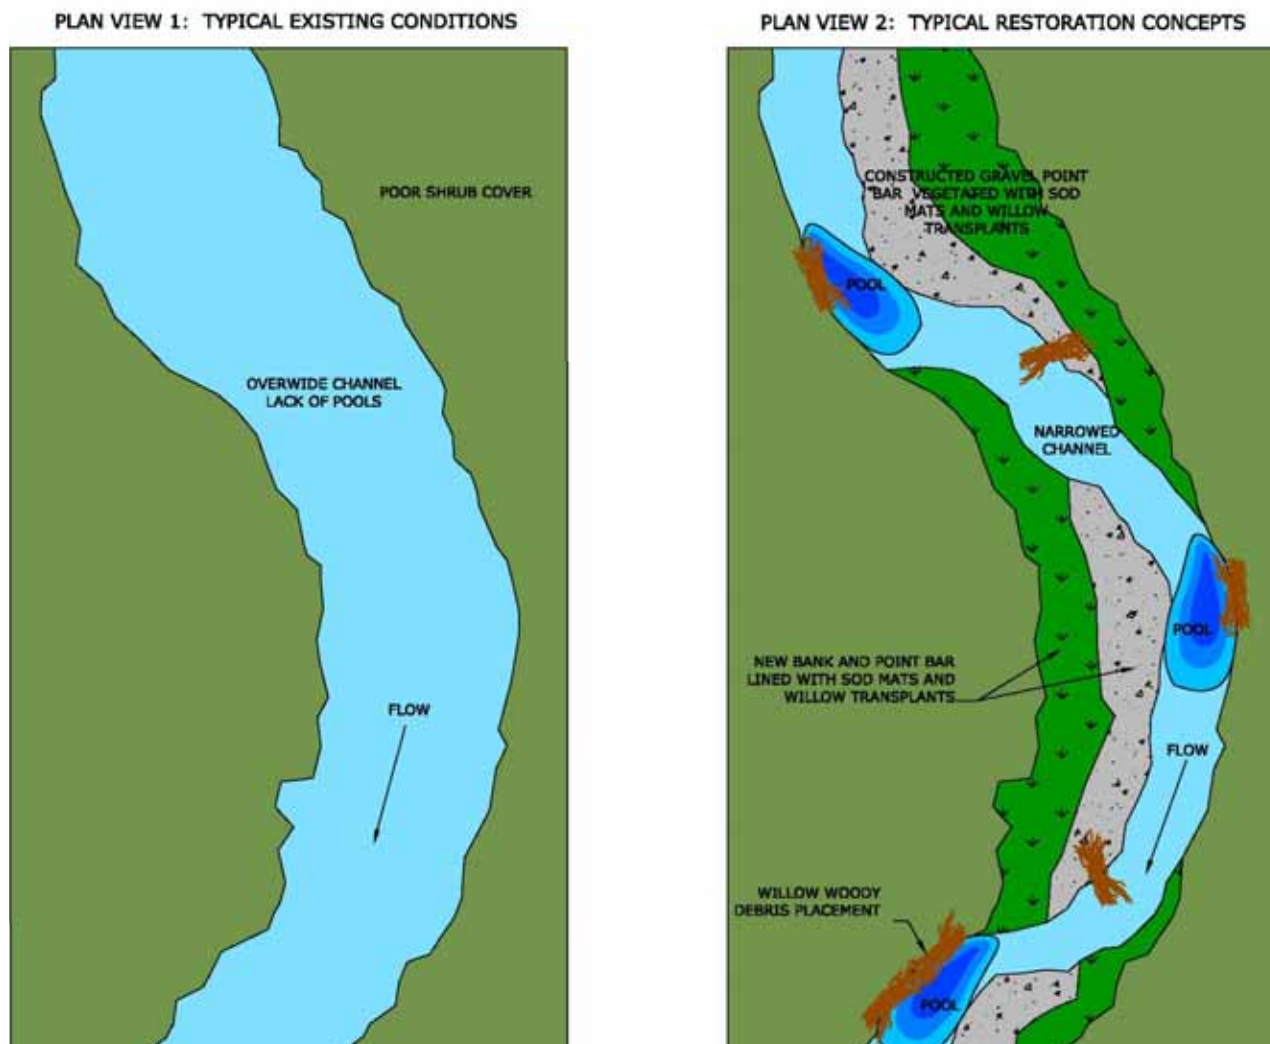 PLAN VIEW 1: TYPICAL EXISTING CONDITIONS
POOR SHRUB COVER
OVERWIDE CHANNEL
LACK OF POOLS
FLOW
PLAN VIEW 2: TYPICAL RESTORATION CONCEPTS
CONSTRUCTED GRAVEL POINT
BAR VEGETATED WITH SOD
MATS AND WILLOW
TRANSPLANTS
POOL
NARROWED
CHANNEL
POOL
NEW BANK AND POINT BAR
LINED WITH SOD MATS AND
WILLOW TRANSPLANTS
FLOW
WILLOW WOODY
DEBRIS PLACEMENT
POOL